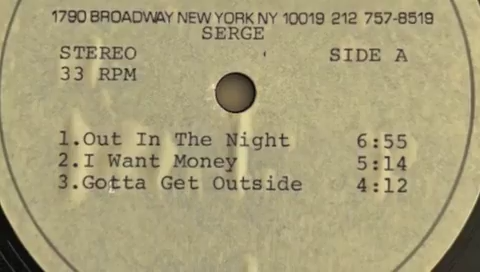 1790 BROADWAY NEW YORK NY 10019 212 757-8519
SERGE
STEREO SIDE A
33 RPM
1.Out In The Night 6:55
2.I Want Money 5:14
3.Gotta Get Outside 4:12